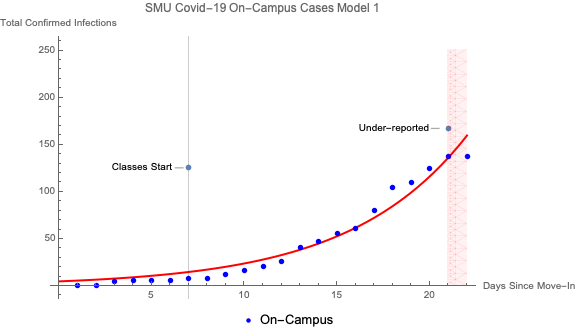 SMU Covid-19 On-Campus Cases Model 1
Total Confirmed Infections
250
200
Under-reported
150
Classes Start
100
50
Days Since Move-In
5 10 15 20
On-Campus